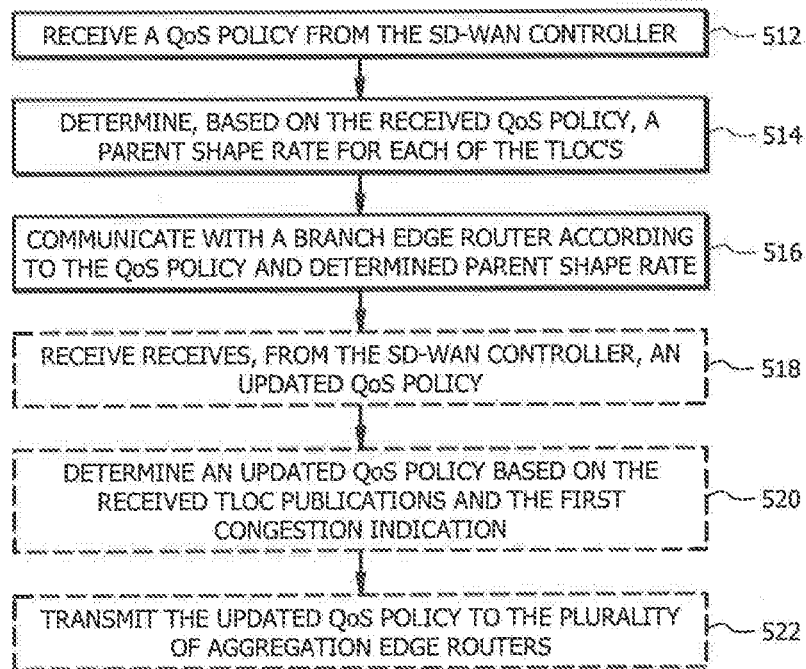 RECEIVE A QoS POLICY FROM THE SD-WAN CONTROLLER
512
DETERMINE, BASED ON THE RECEIVED QoS POLICY, A
PARENT SHAPE RATE FOR EACH OF THE TLOC'S
514
COMMUNICATE WITH A BRANCH EDGE ROUTER ACCORDING
TO THE QoS POLICY AND DETERMINED PARENT SHAPE RATE
516
RECEIVE RECEIVES, FROM THE SD-WAN CONTROLLER, AN
UPDATED QoS POLICY
518
DETERMINE AN UPDATED QoS POLICY BASED ON THE
RECEIVED TLOC PUBLICATIONS AND THE FIRST
CONGESTION INDICATION
520
TRANSMIT THE UPDATED QoS POLICY TO THE PLURALITY
OF AGGREGATION EDGE ROUTERS
522